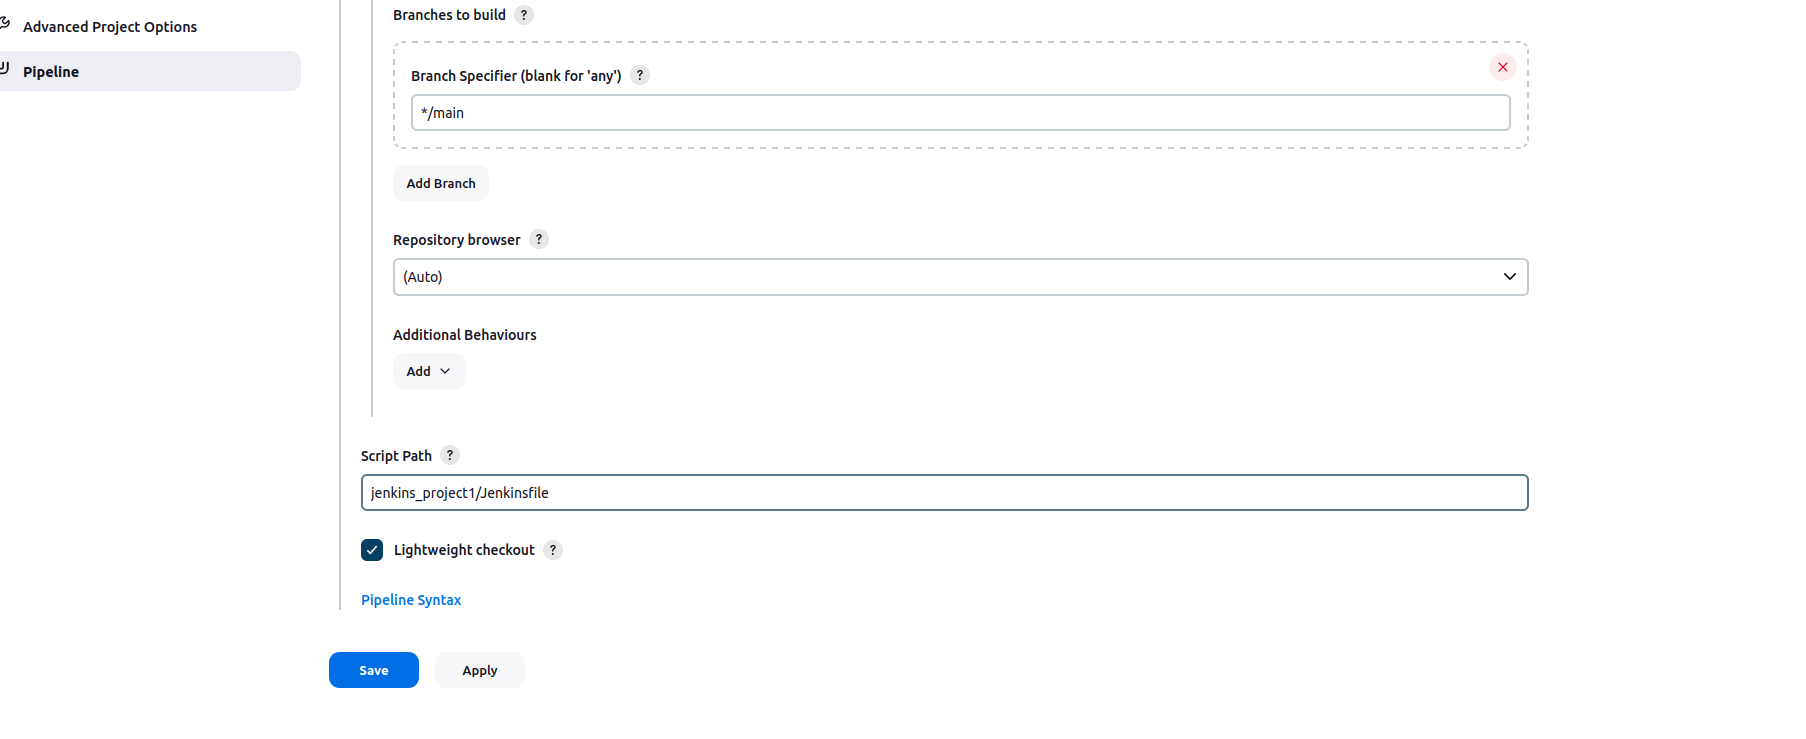 Advanced Project Options
Pipeline
Branches to build ?
Branch Specifier (blank for 'any') ?
*/main
Add Branch
Repository browser ?
(Auto)
Additional Behaviours
Add
Script Path ?
jenkins_project1/Jenkinsfile
Lightweight checkout ?
Pipeline Syntax
Save Apply